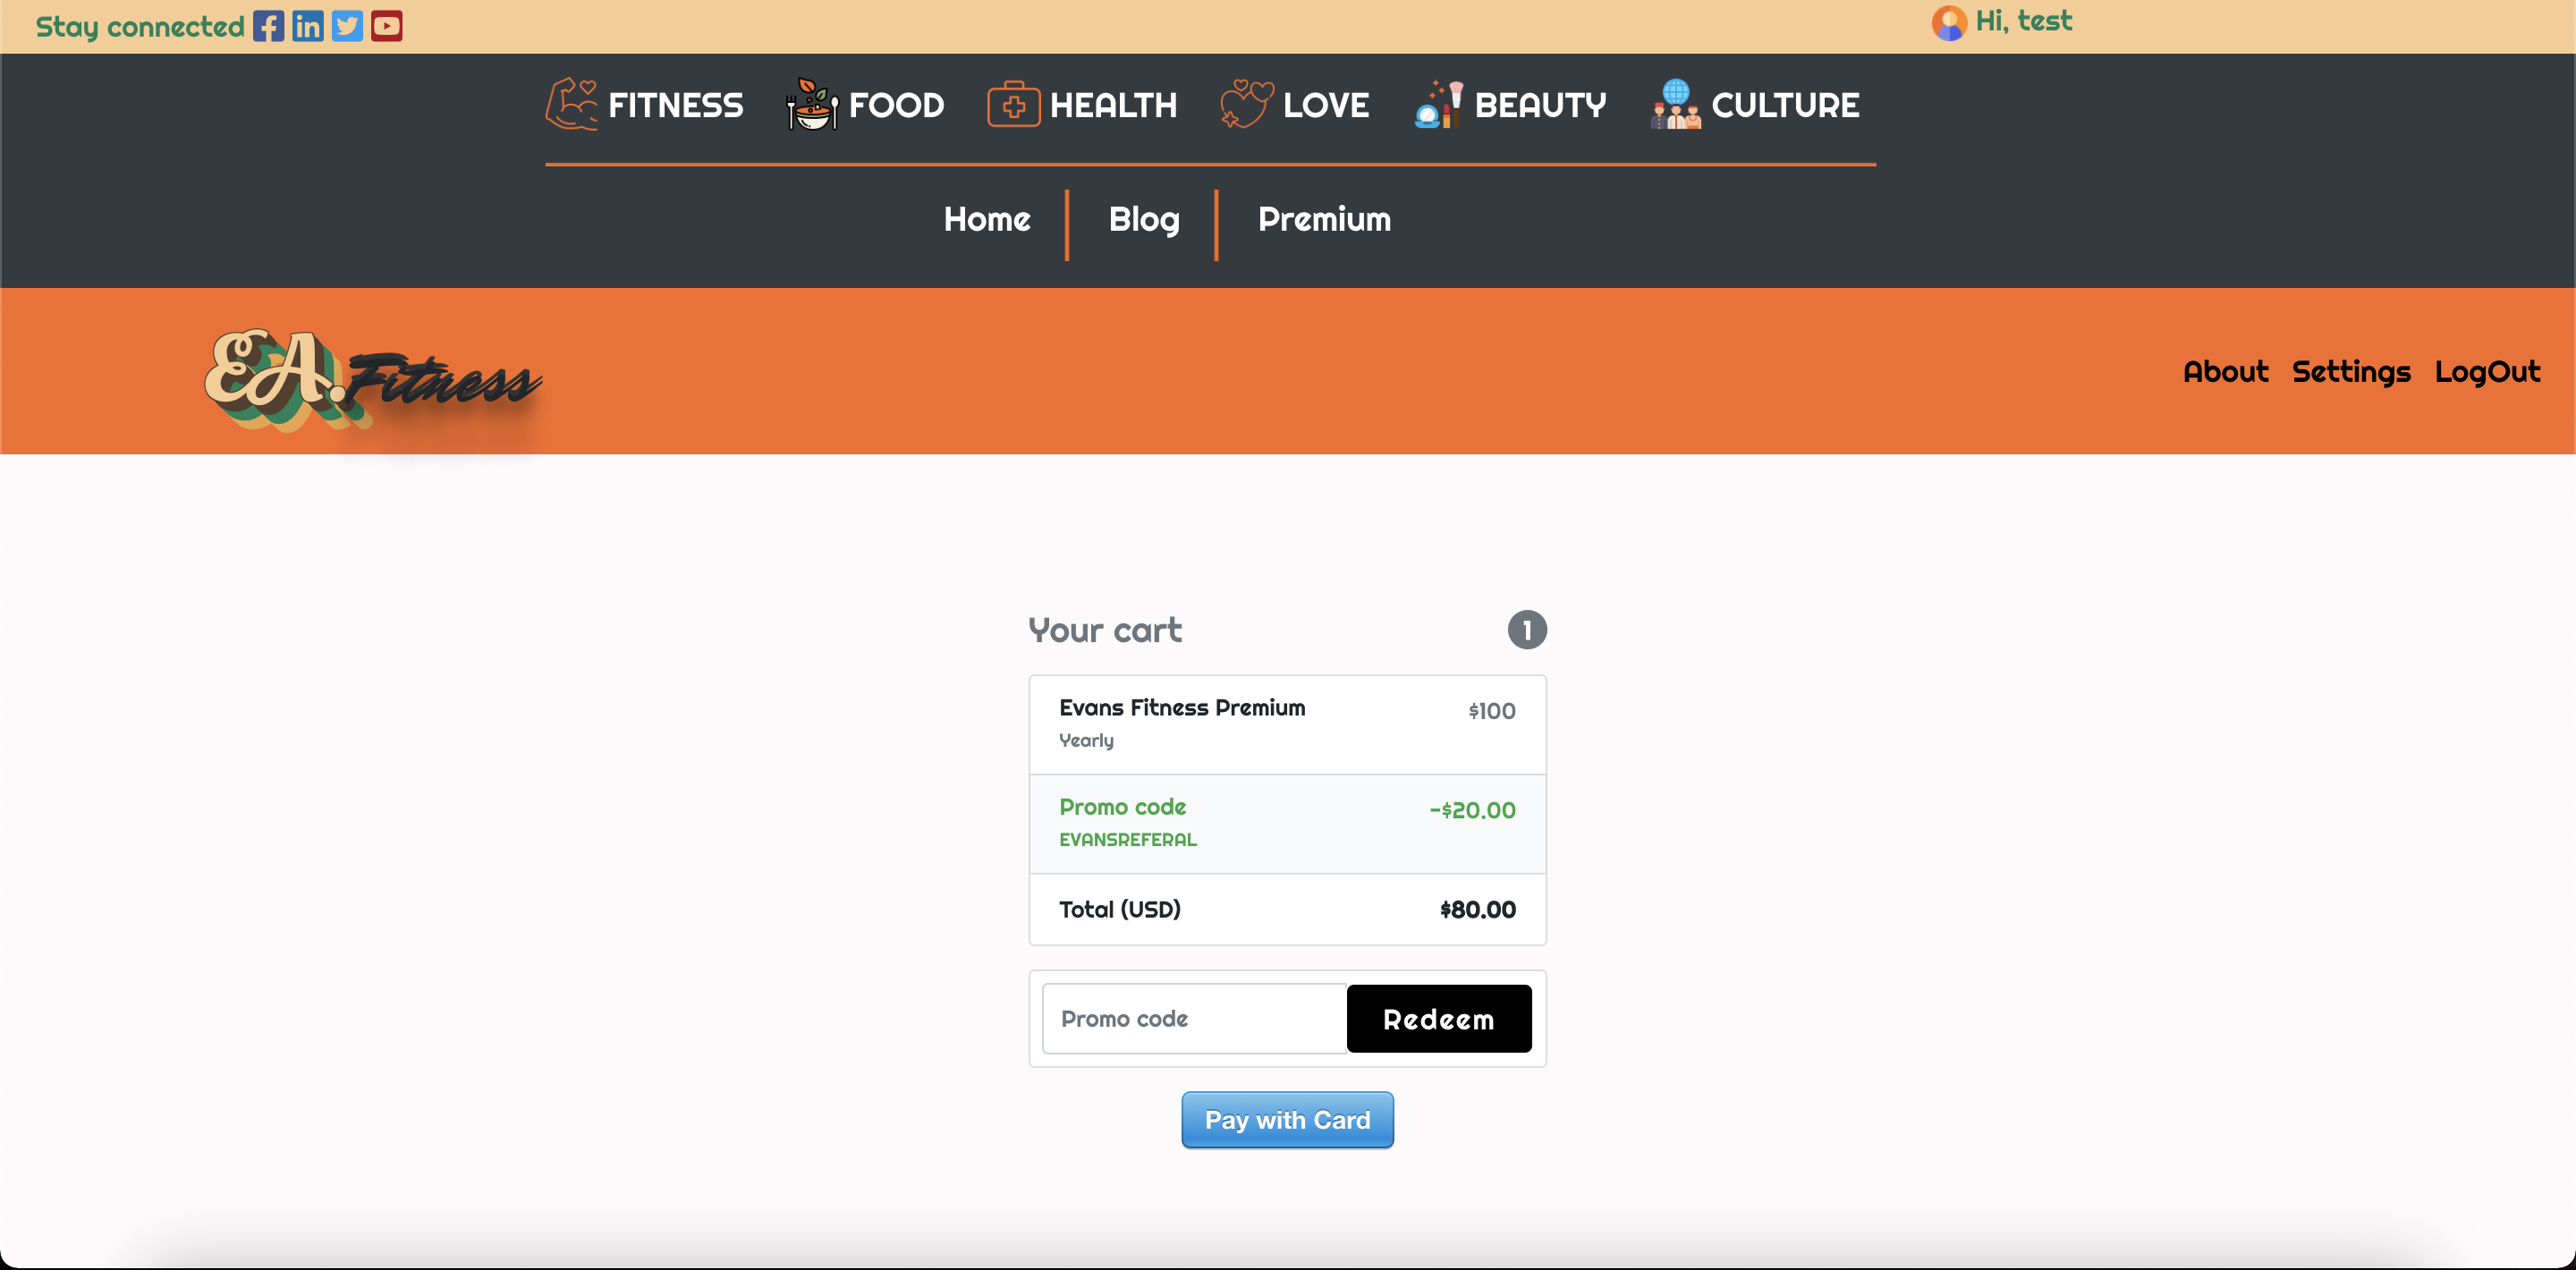 Stay connected
Hi, test
FITNESS FOOD HEALTH LOVE BEAUTY CULTURE
Home Blog Premium
EA.Fitness
About Settings LogOut
Your cart 1
Evans Fitness Premium $100
Yearly
Promo code -$20.00
EVANSREFERAL
Total (USD) $80.00
Promo code Redeem
Pay with Card